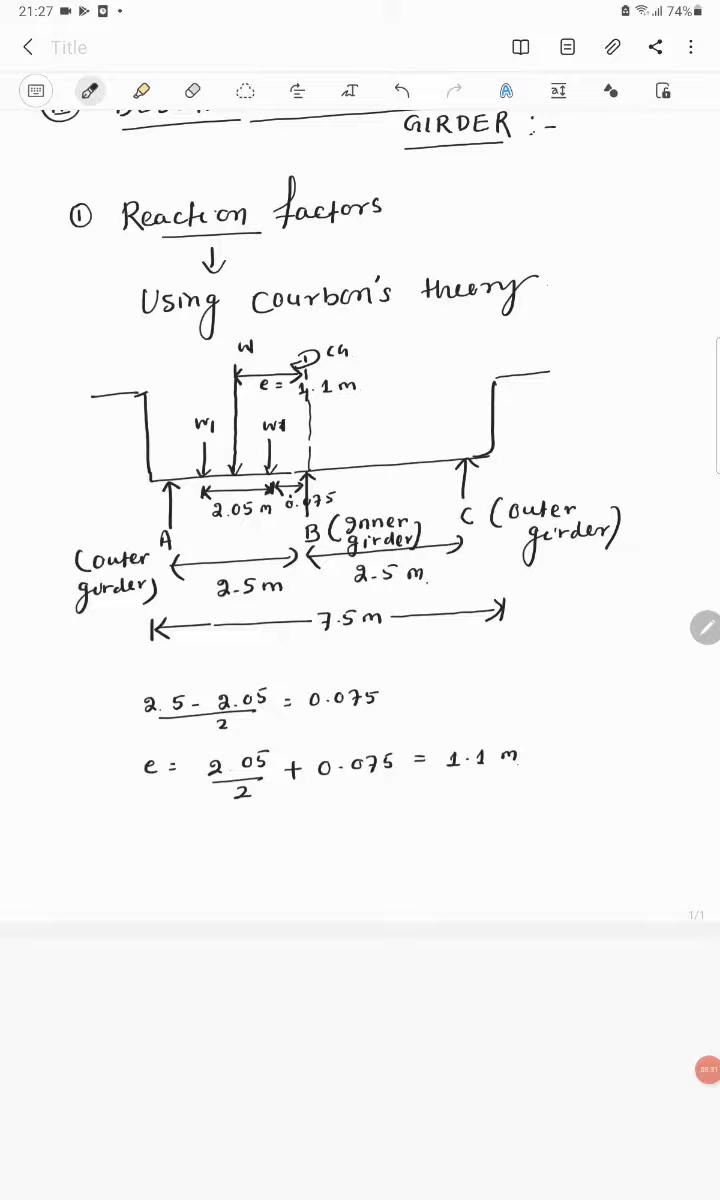 21:27 74%
Title
GIRDER :-
① Reaction factors
↓
Using Courbon's theory
W
CG
e = 1.1 m
W1
2.05 m 0.075
A
B (Inner girder)
C (Outer girder)
(outer girder)
2.5 m
2.5 m.
7.5 m
2.5 - 2.05 / 2 = 0.075
e = 2.05 / 2 + 0.075 = 1.1 m
1/1